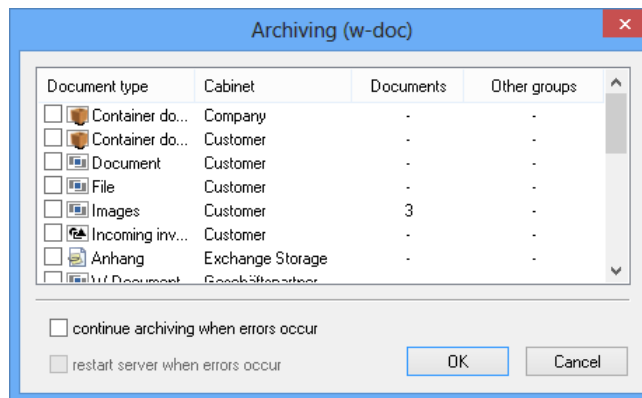 Archiving (w-doc)
Document type Cabinet Documents Other groups
Container do... Company - -
Container do... Customer - -
Document Customer - -
File Customer - -
Images Customer 3 -
Incoming inv... Customer - -
Anhang Exchange Storage - -
Document Geschäftspartner
continue archiving when errors occur
restart server when errors occur
OK Cancel